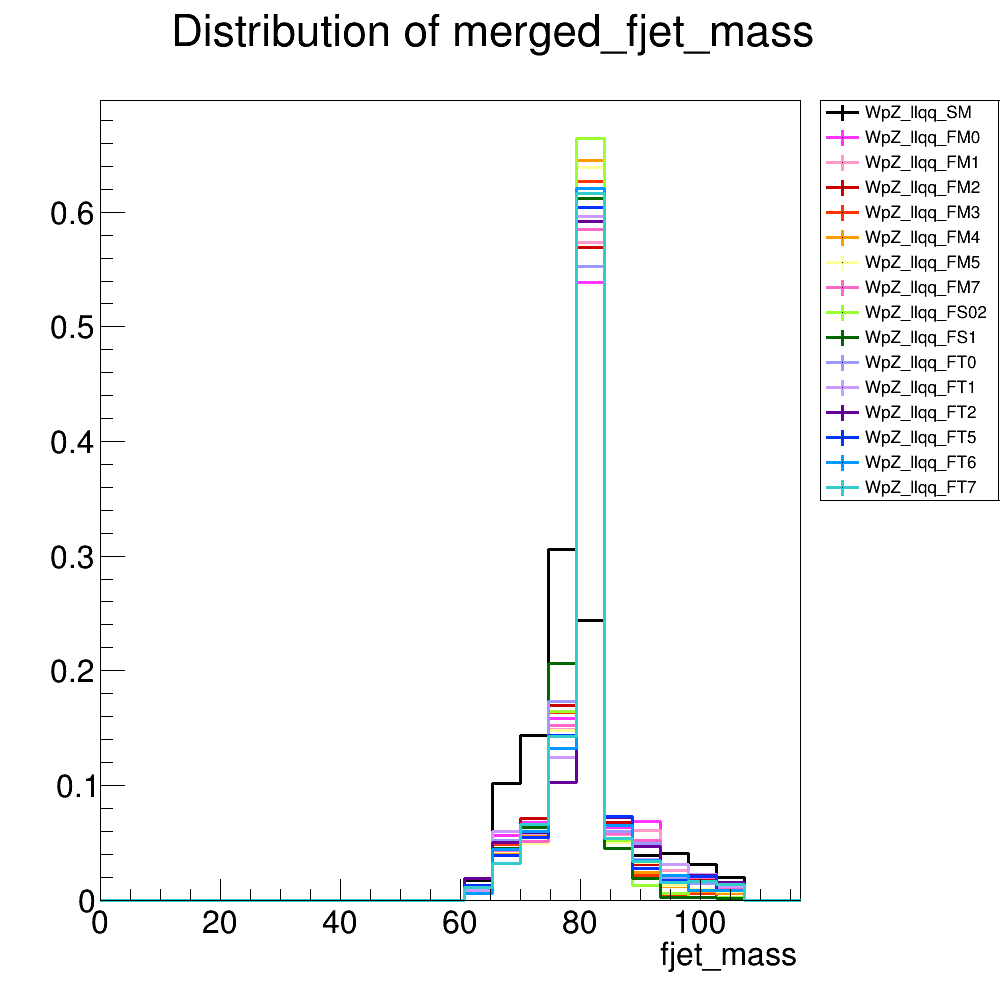 Distribution of merged_fjet_mass
WpZ_llqq_SM
WpZ_llqq_FM0
WpZ_llqq_FM1
WpZ_llqq_FM2
WpZ_llqq_FM3
WpZ_llqq_FM4
WpZ_llqq_FM5
WpZ_llqq_FM7
WpZ_llqq_FS02
WpZ_llqq_FS1
WpZ_llqq_FT0
WpZ_llqq_FT1
WpZ_llqq_FT2
WpZ_llqq_FT5
WpZ_llqq_FT6
WpZ_llqq_FT7
0.6
0.5
0.4
0.3
0.2
0.1
0
0 20 40 60 80 100
fjet_mass